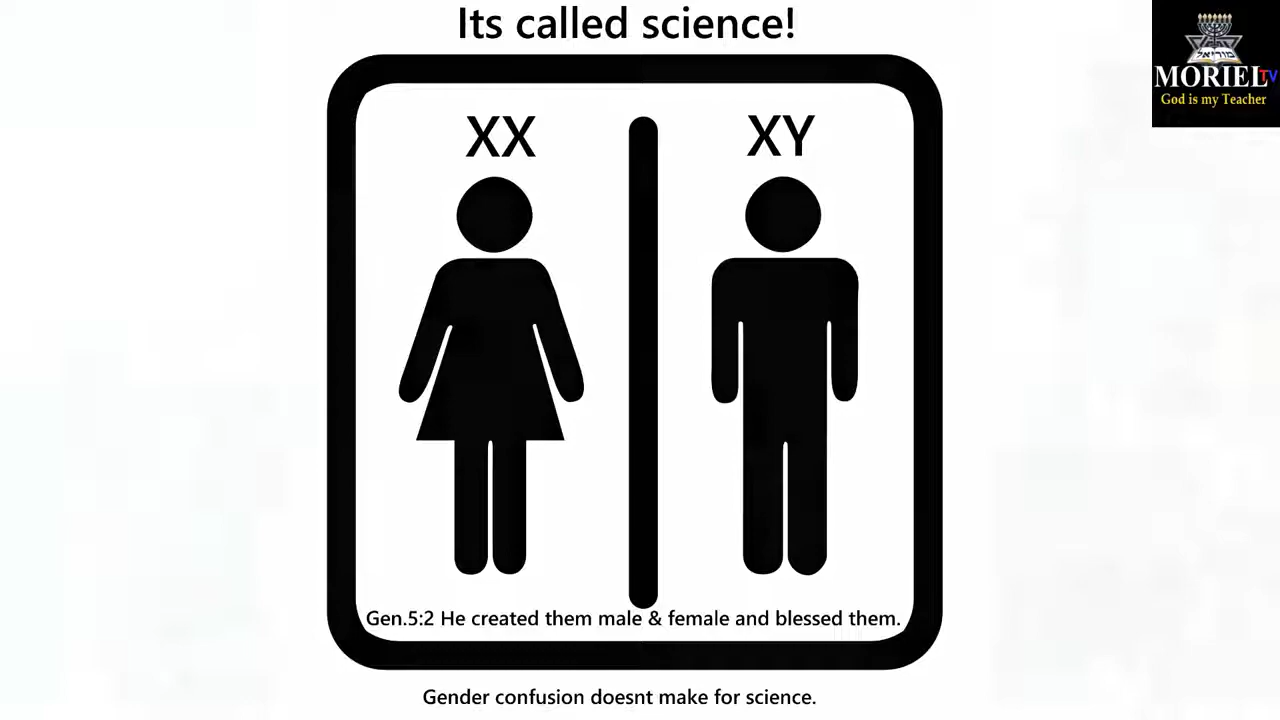 Its called science!
XX
XY
Gen.5:2 He created them male & female and blessed them.
Gender confusion doesnt make for science.
מוריאל
MORIEL TV
God is my Teacher